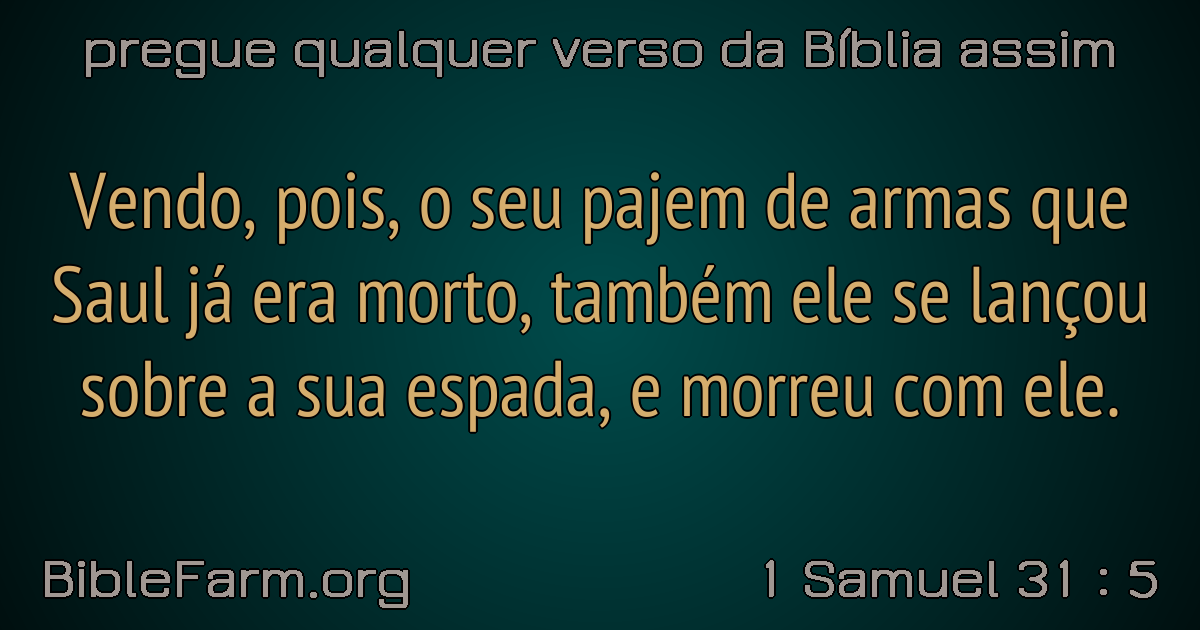 pregue qualquer verso da Bíblia assim
Vendo, pois, o seu pajem de armas que
Saul já era morto, também ele se lançou
sobre a sua espada, e morreu com ele.
BibleFarm.org
1 Samuel 31 : 5